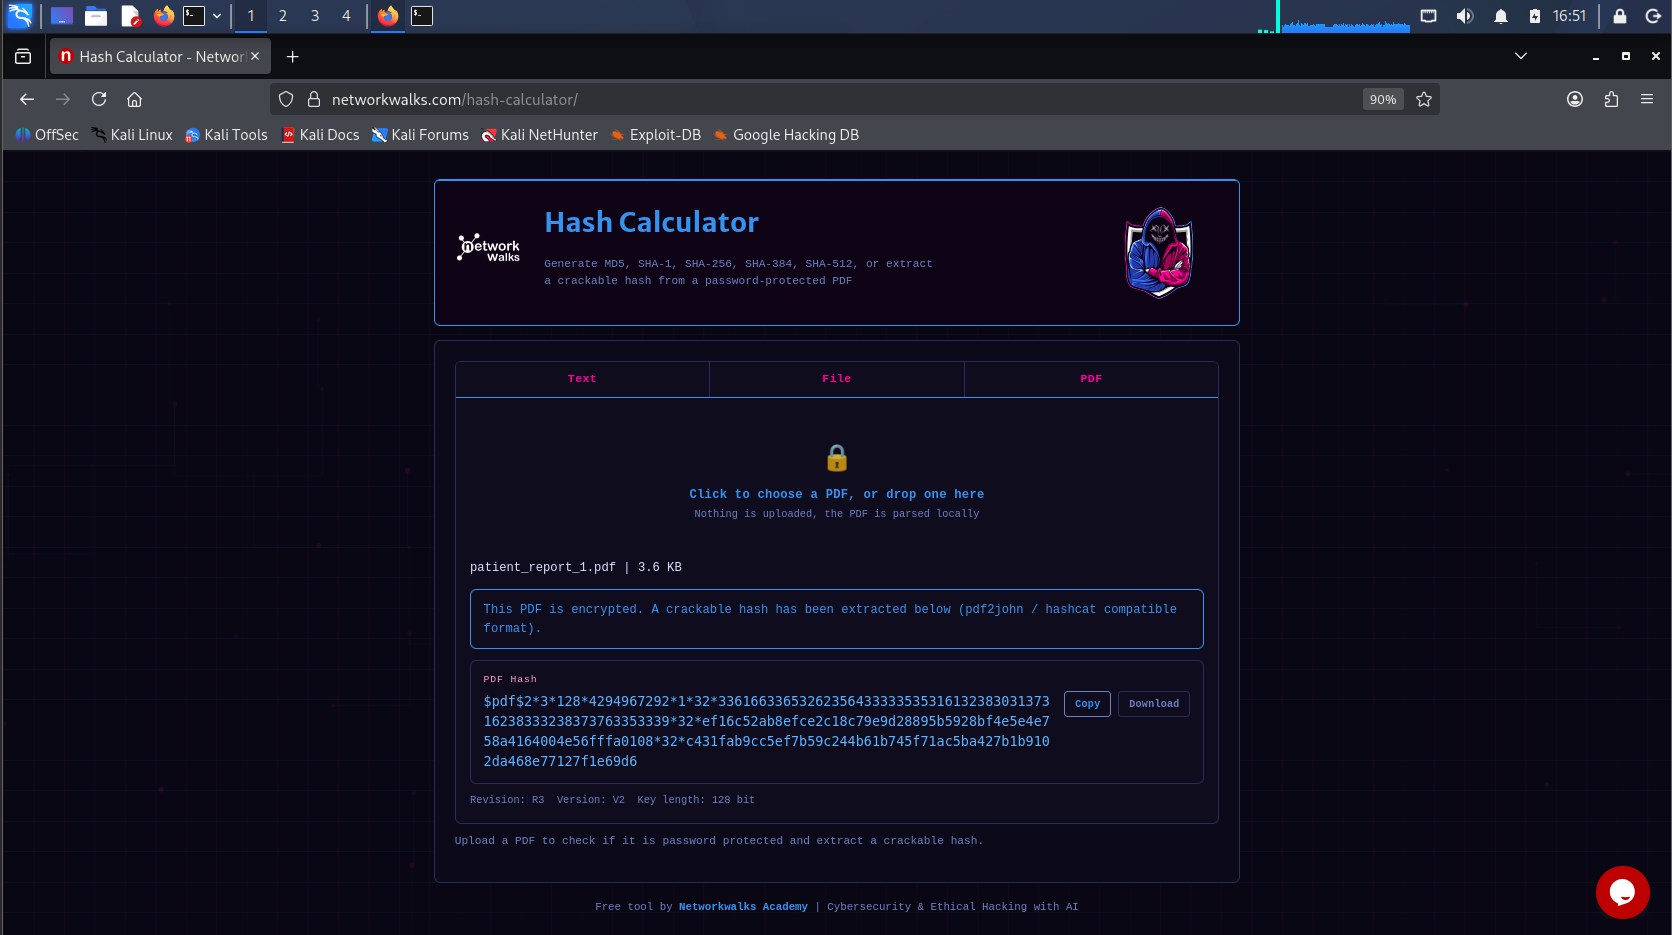 1 2 3 4 16:51
Hash Calculator - Networ
networkwalks.com/hash-calculator/ 90%
OffSec Kali Linux Kali Tools Kali Docs Kali Forums Kali NetHunter Exploit-DB Google Hacking DB
network
Walks
Hash Calculator
Generate MD5, SHA-1, SHA-256, SHA-384, SHA-512, or extract
a crackable hash from a password-protected PDF
Text File PDF
Click to choose a PDF, or drop one here
Nothing is uploaded, the PDF is parsed locally
patient_report_1.pdf | 3.6 KB
This PDF is encrypted. A crackable hash has been extracted below (pdf2john / hashcat compatible
format).
PDF Hash
$pdf$2*3*128*4294967292*1*32*3361663365326235643333353531613238303137 3
16238333238373763353339*32*ef16c52ab8efce2c18c79e9d28895b5928bf4e5e4e7
58a4164004e56fffa0108*32*c431fab9cc5ef7b59c244b61b745f71ac5ba427b1b910
2da468e77127f1e69d6
Copy Download
Revision: R3 Version: V2 Key length: 128 bit
Upload a PDF to check if it is password protected and extract a crackable hash.
Free tool by Networkwalks Academy | Cybersecurity & Ethical Hacking with AI